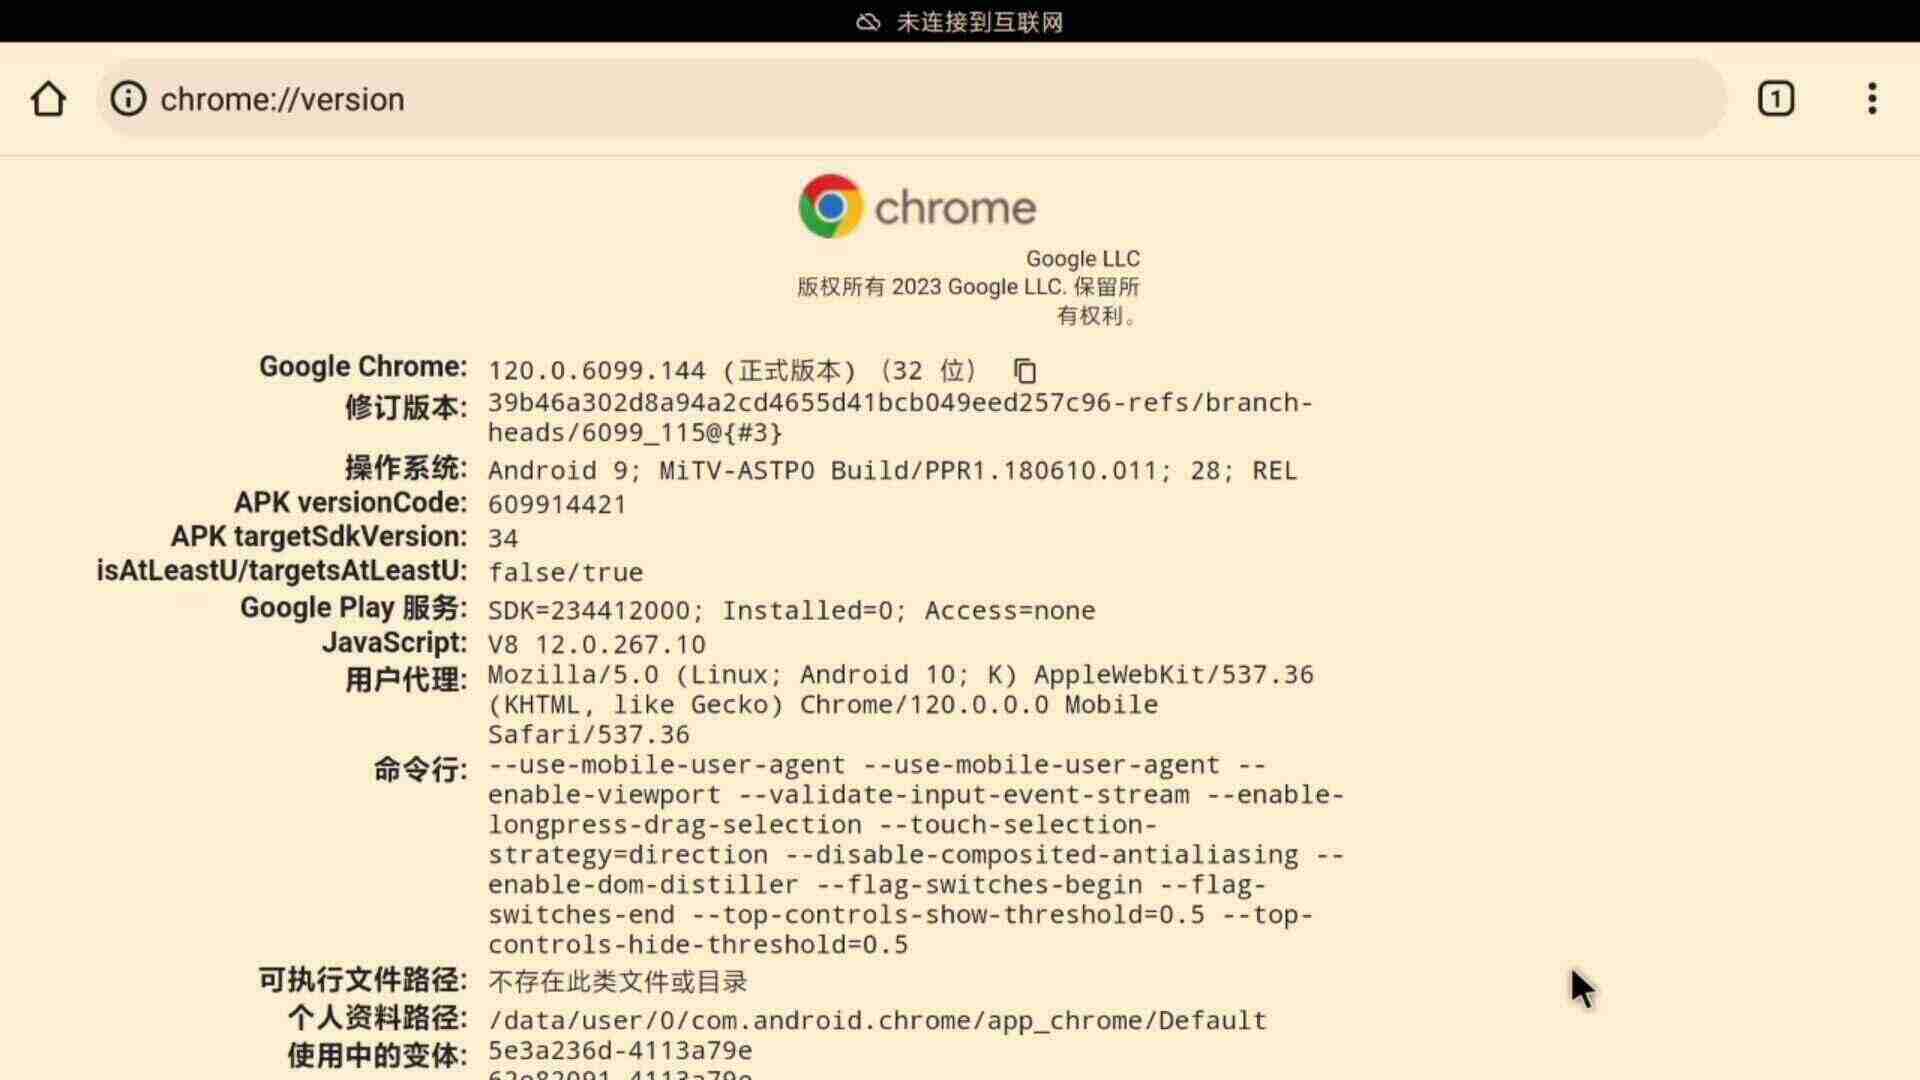 未连接到互联网
chrome://version
1
chrome
Google LLC
版权所有 2023 Google LLC. 保留所
有权利。
Google Chrome: 120.0.6099.144 (正式版本) （32 位）
修订版本: 39b46a302d8a94a2cd4655d41bcb049eed257c96-refs/branch-
heads/6099_115@{#3}
操作系统: Android 9; MiTV-ASTP0 Build/PPR1.180610.011; 28; REL
APK versionCode: 609914421
APK targetSdkVersion: 34
isAtLeastU/targetsAtLeastU: false/true
Google Play 服务: SDK=234412000; Installed=0; Access=none
JavaScript: V8 12.0.267.10
用户代理: Mozilla/5.0 (Linux; Android 10; K) AppleWebKit/537.36
(KHTML, like Gecko) Chrome/120.0.0.0 Mobile
Safari/537.36
命令行: --use-mobile-user-agent --use-mobile-user-agent --
enable-viewport --validate-input-event-stream --enable-
longpress-drag-selection --touch-selection-
strategy=direction --disable-composited-antialiasing --
enable-dom-distiller --flag-switches-begin --flag-
switches-end --top-controls-show-threshold=0.5 --top-
controls-hide-threshold=0.5
可执行文件路径: 不存在此类文件或目录
个人资料路径: /data/user/0/com.android.chrome/app_chrome/Default
使用中的变体: 5e3a236d-4113a79e